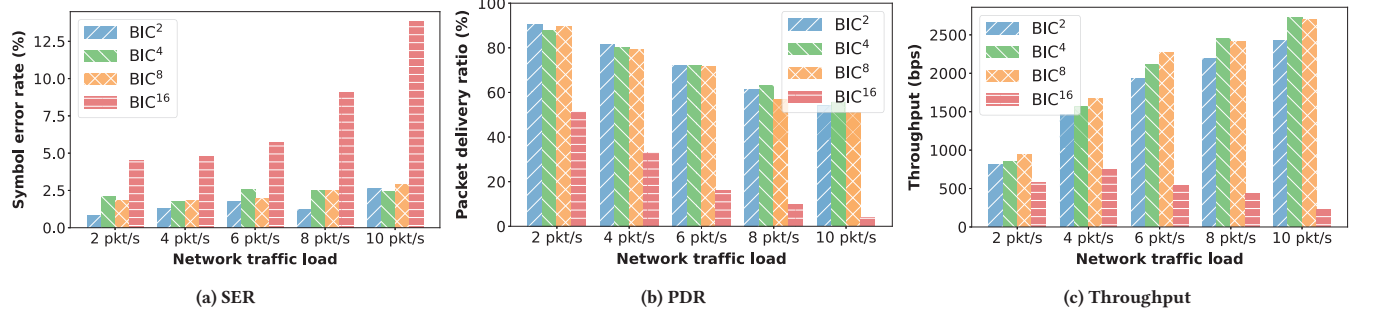 Symbol error rate (%)
12.5
10.0
7.5
5.0
2.5
0.0
BIC²
BIC⁴
BIC⁸
BIC¹⁶
2 pkt/s 4 pkt/s 6 pkt/s 8 pkt/s 10 pkt/s
Network traffic load
(a) SER
Packet delivery ratio (%)
100
80
60
40
20
0
BIC²
BIC⁴
BIC⁸
BIC¹⁶
2 pkt/s 4 pkt/s 6 pkt/s 8 pkt/s 10 pkt/s
Network traffic load
(b) PDR
Throughput (bps)
2500
2000
1500
1000
500
0
BIC²
BIC⁴
BIC⁸
BIC¹⁶
2 pkt/s 4 pkt/s 6 pkt/s 8 pkt/s 10 pkt/s
Network traffic load
(c) Throughput